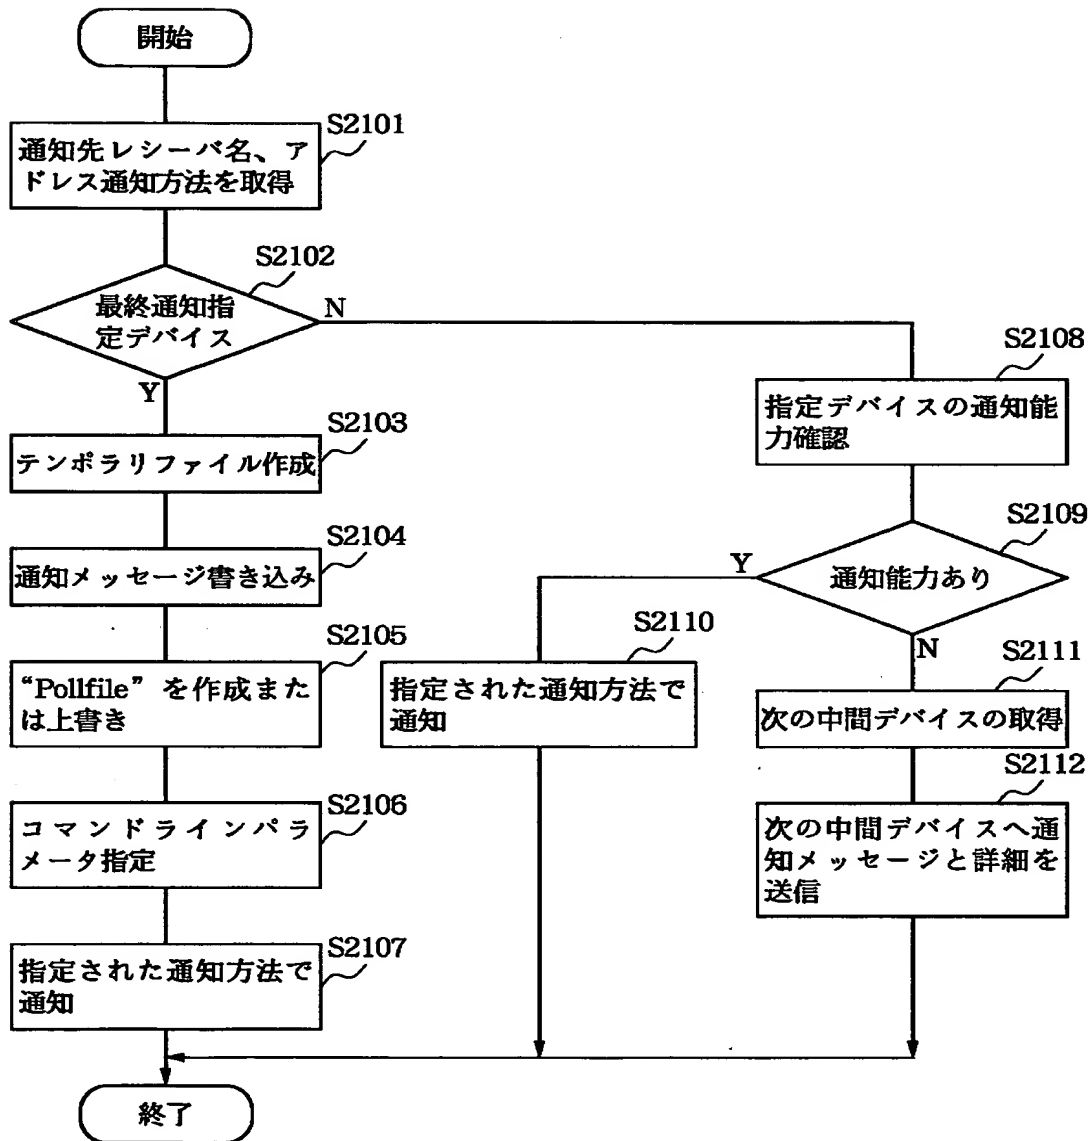 開始
S2101
通知先レシーバ名、ア
ドレス通知方法を取得
S2102
最終通知指
定デバイス
N
Y
S2103
テンポラリファイル作成
S2104
通知メッセージ書き込み
S2105
“Pollfile”を作成また
は上書き
S2106
コマンドラインパラ
メータ指定
S2107
指定された通知方法で
通知
S2108
指定デバイスの通知能
力確認
S2109
通知能力あり
Y
N
S2110
指定された通知方法で
通知
S2111
次の中間デバイスの取得
S2112
次の中間デバイスへ通
知メッセージと詳細を
送信
終了